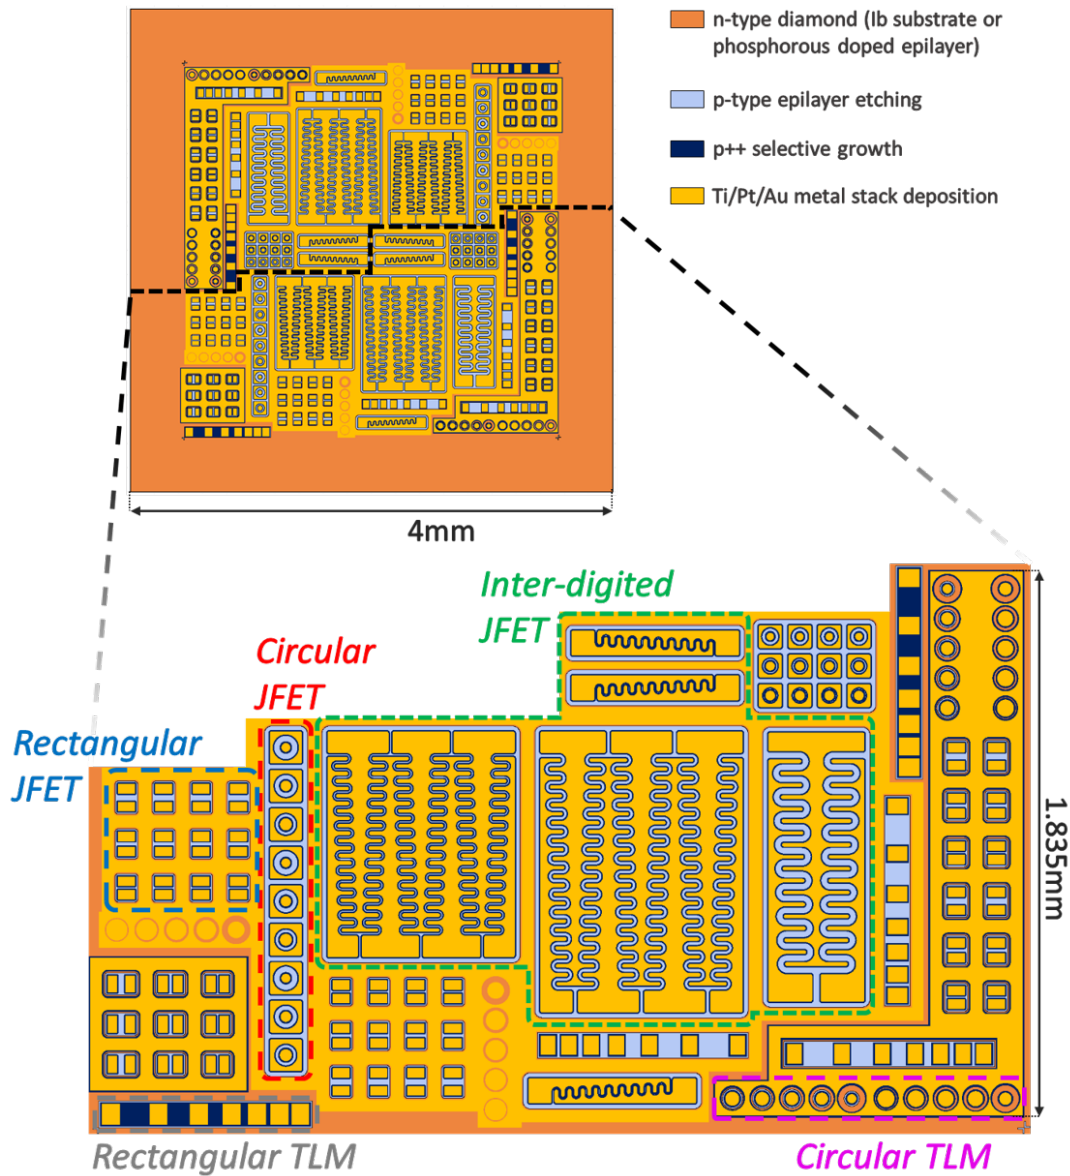 n-type diamond (Ib substrate or
phosphorous doped epilayer)
p-type epilayer etching
p++ selective growth
Ti/Pt/Au metal stack deposition
4mm
Inter-digited
JFET
Circular
JFET
Rectangular
JFET
1.835mm
Rectangular TLM
Circular TLM